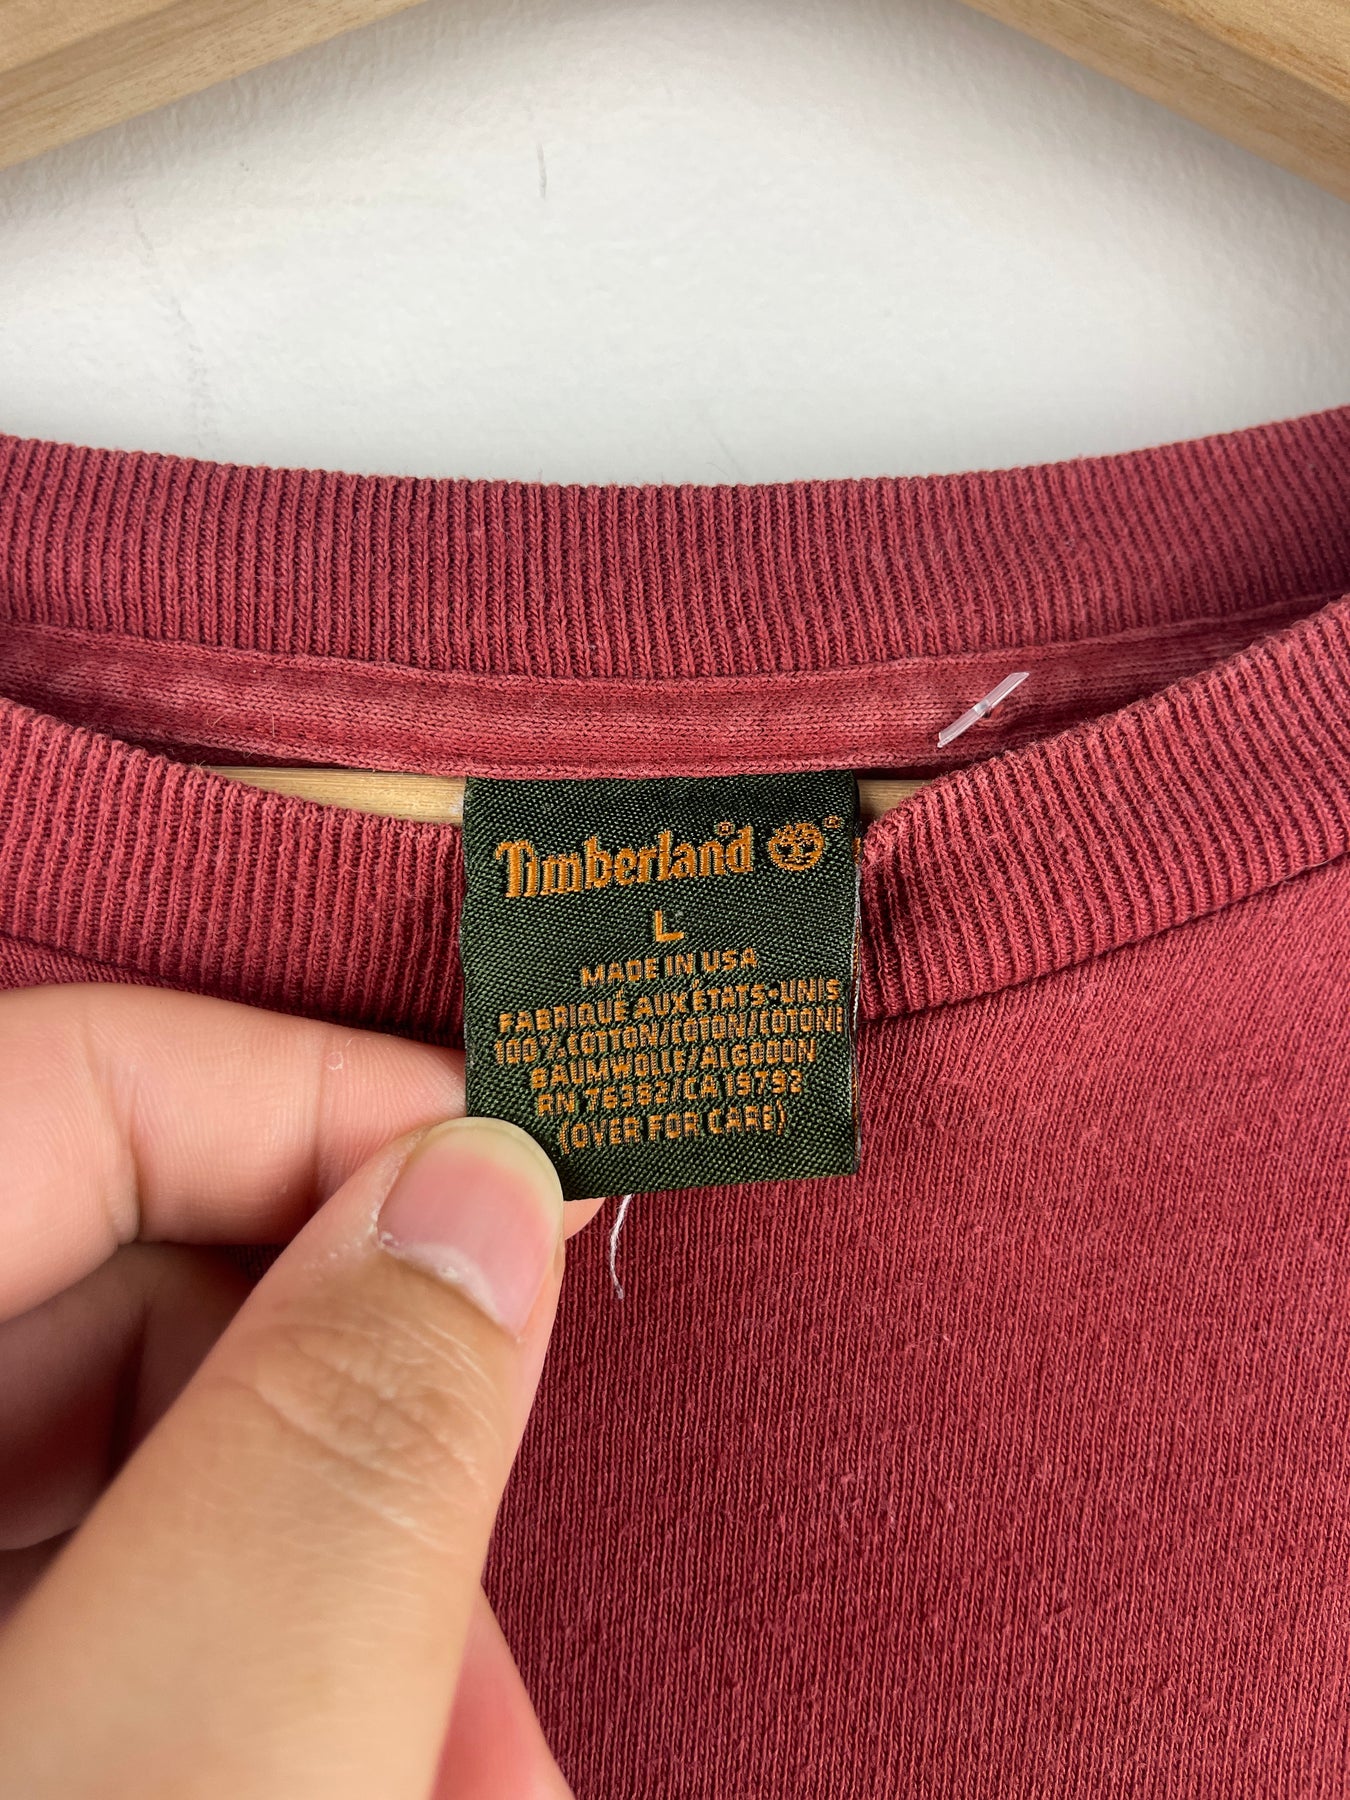 Timberland®
L
MADE IN USA
FABRIQUÉ AUX ÉTATS-UNIS
100% COTTON/COTON/COTONE
BAUMWOLLE/ALGODON
RN 76382/CA 19793
(OVER FOR CARE)